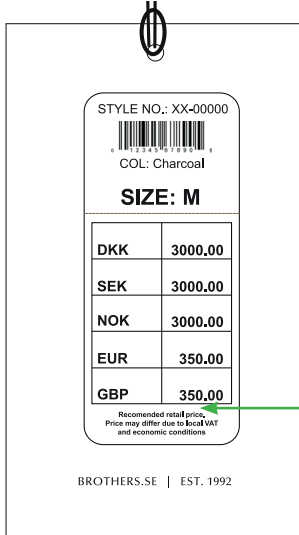 STYLE NO.: XX-00000
0 12345 67890 6
COL: Charcoal
SIZE: M
DKK 3000.00
SEK 3000.00
NOK 3000.00
EUR 350.00
GBP 350.00
Recomended retail price.
Price may differ due to local VAT
and economic conditions
BROTHERS.SE | EST. 1992